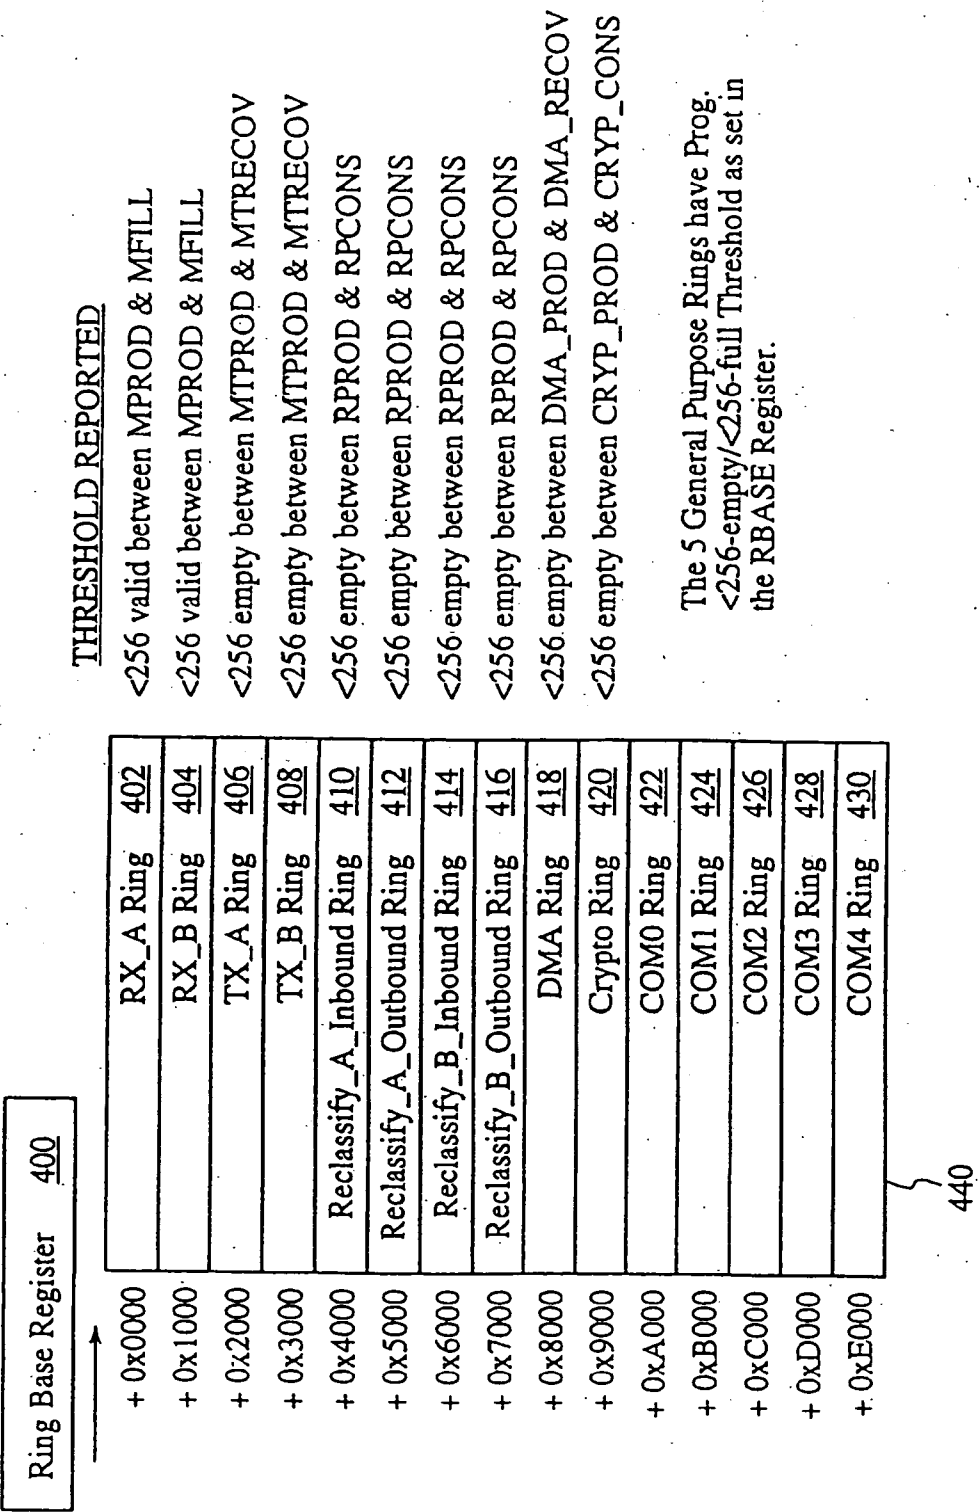 Ring Base Register 400
THRESHOLD REPORTED
+ 0x0000 RX_A Ring 402 <256 valid between MPROD & MFILL
+ 0x1000 RX_B Ring 404 <256 valid between MPROD & MFILL
+ 0x2000 TX_A Ring 406 <256 empty between MTPROD & MTRECOV
+ 0x3000 TX_B Ring 408 <256 empty between MTPROD & MTRECOV
+ 0x4000 Reclassify_A_Inbound Ring 410 <256 empty between RPROD & RPCONS
+ 0x5000 Reclassify_A_Outbound Ring 412 <256 empty between RPROD & RPCONS
+ 0x6000 Reclassify_B_Inbound Ring 414 <256 empty between RPROD & RPCONS
+ 0x7000 Reclassify_B_Outbound Ring 416 <256 empty between RPROD & RPCONS
+ 0x8000 DMA Ring 418 <256 empty between DMA_PROD & DMA_RECOV
+ 0x9000 Crypto Ring 420 <256 empty between CRYP_PROD & CRYP_CONS
+ 0xA000 COM0 Ring 422
+ 0xB000 COM1 Ring 424
+ 0xC000 COM2 Ring 426
+ 0xD000 COM3 Ring 428
+ 0xE000 COM4 Ring 430
The 5 General Purpose Rings have Prog.
<256-empty/<256-full Threshold as set in
the RBASE Register.
440